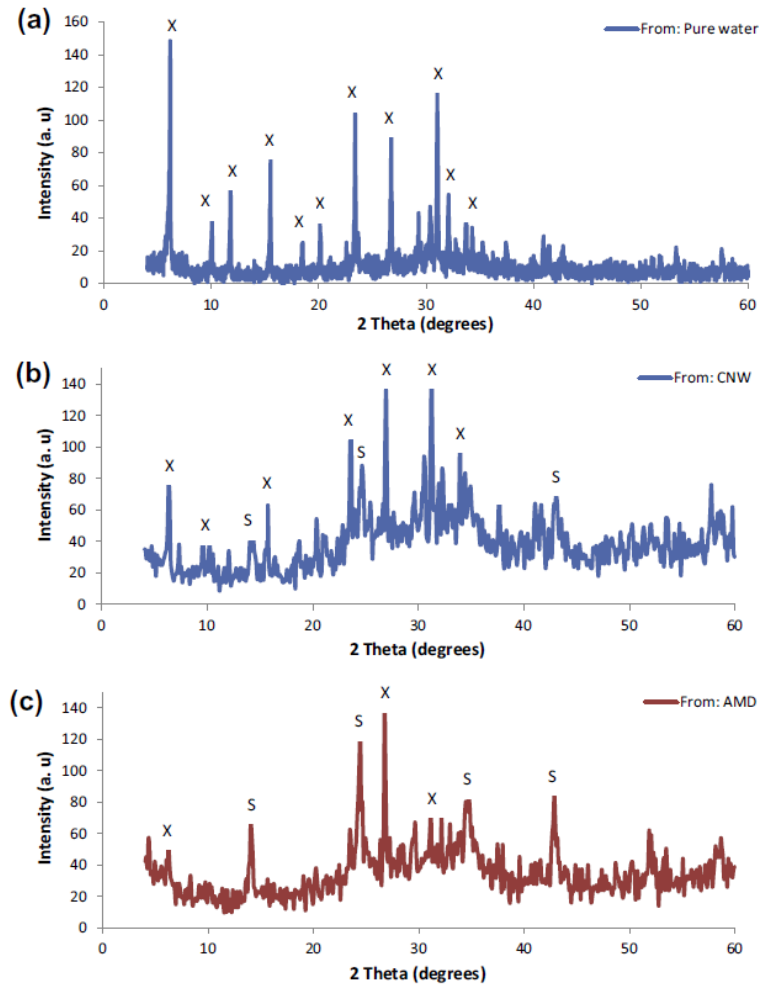 (a)
From: Pure water
Intensity (a. u)
160
140
120
100
80
60
40
20
0
X X X X X X X X X X X
0 10 20 30 40 50 60
2 Theta (degrees)
(b)
From: CNW
Intensity (a. u)
140
120
100
80
60
40
20
0
X X S X X S X X X S
0 10 20 30 40 50 60
2 Theta (degrees)
(c)
From: AMD
Intensity (a. u)
140
120
100
80
60
40
20
0
X S S X X S S
0 10 20 30 40 50 60
2 Theta (degrees)